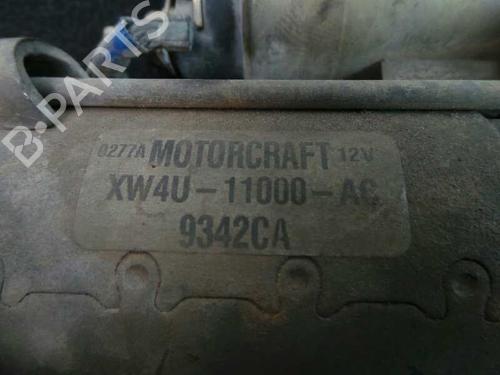 0277A MOTORCRAFT 12V
XW4U-11000-AC
9342CA
B-PARTS